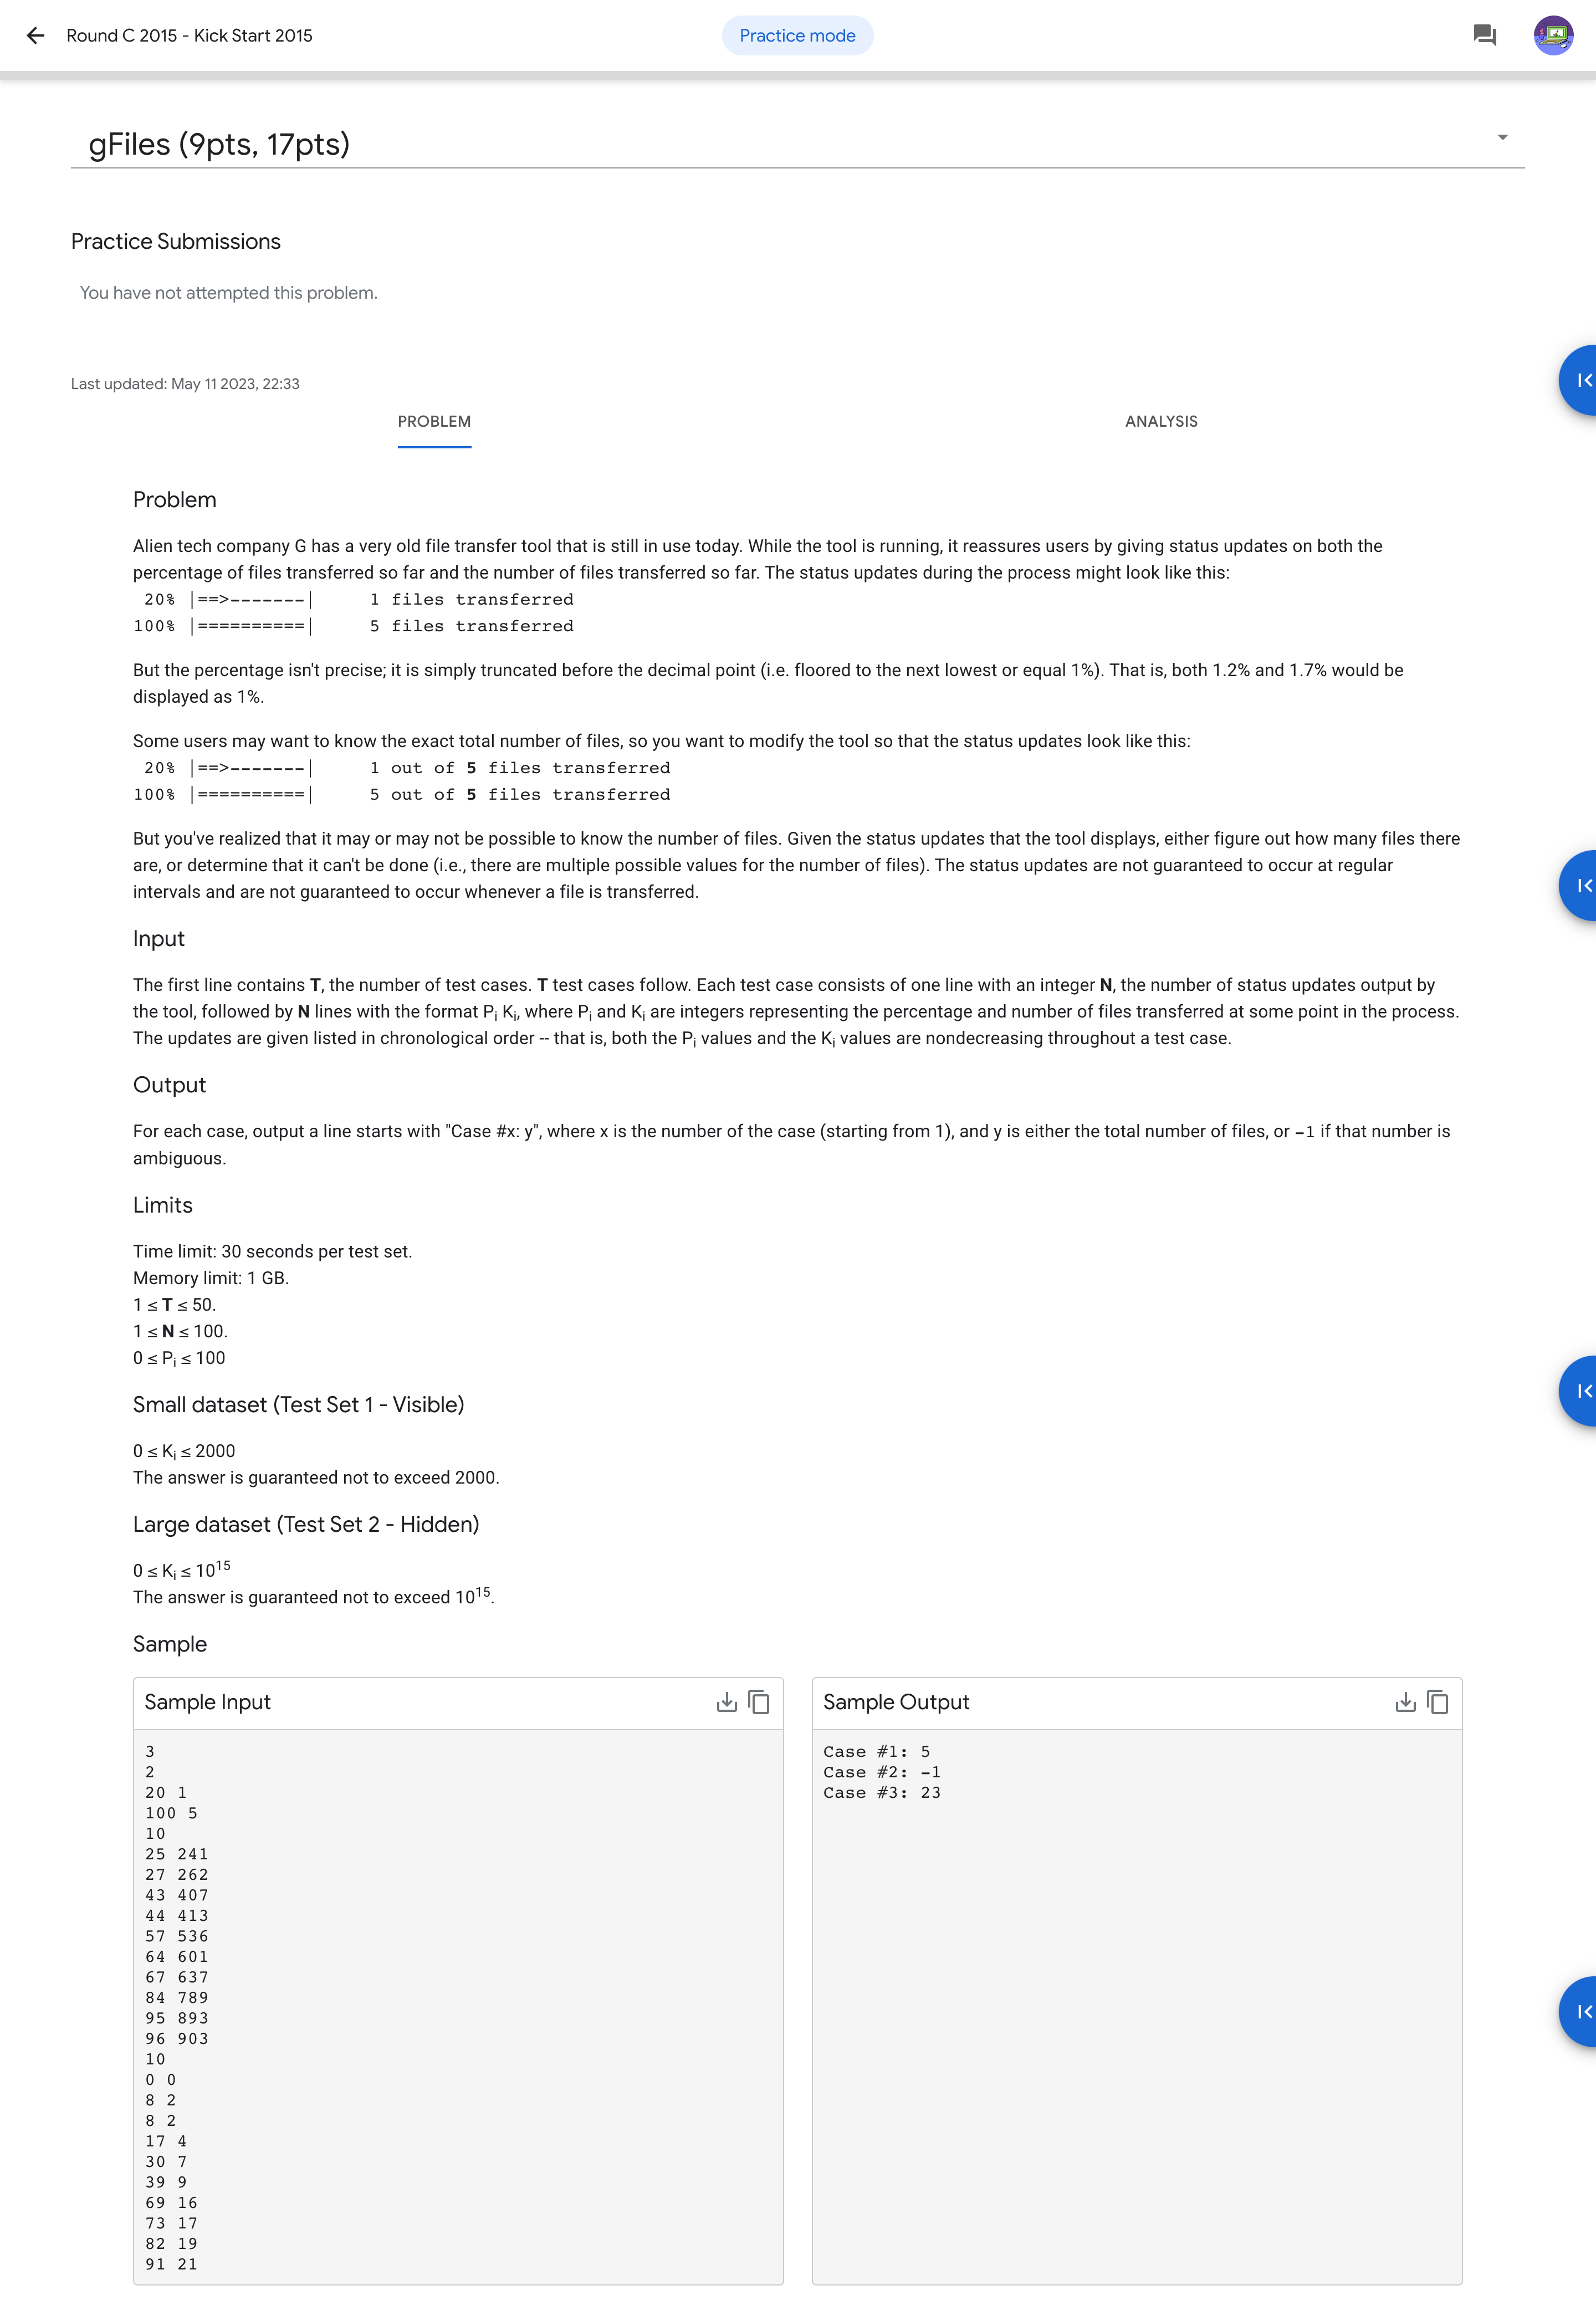 Round C 2015 - Kick Start 2015
Practice mode
gFiles (9pts, 17pts)
Practice Submissions
You have not attempted this problem.
Last updated: May 11 2023, 22:33
PROBLEM
ANALYSIS
Problem
Alien tech company G has a very old file transfer tool that is still in use today. While the tool is running, it reassures users by giving status updates on both the
percentage of files transferred so far and the number of files transferred so far. The status updates during the process might look like this:
20% |==>-------|     1 files transferred
100% |==========|     5 files transferred
But the percentage isn't precise; it is simply truncated before the decimal point (i.e. floored to the next lowest or equal 1%). That is, both 1.2% and 1.7% would be
displayed as 1%.
Some users may want to know the exact total number of files, so you want to modify the tool so that the status updates look like this:
20% |==>-------|     1 out of 5 files transferred
100% |==========|     5 out of 5 files transferred
But you've realized that it may or may not be possible to know the number of files. Given the status updates that the tool displays, either figure out how many files there
are, or determine that it can't be done (i.e., there are multiple possible values for the number of files). The status updates are not guaranteed to occur at regular
intervals and are not guaranteed to occur whenever a file is transferred.
Input
The first line contains T, the number of test cases. T test cases follow. Each test case consists of one line with an integer N, the number of status updates output by
the tool, followed by N lines with the format Pi Ki, where Pi and Ki are integers representing the percentage and number of files transferred at some point in the process.
The updates are given listed in chronological order -- that is, both the Pi values and the Ki values are nondecreasing throughout a test case.
Output
For each case, output a line starts with "Case #x: y", where x is the number of the case (starting from 1), and y is either the total number of files, or -1 if that number is
ambiguous.
Limits
Time limit: 30 seconds per test set.
Memory limit: 1 GB.
1 ≤ T ≤ 50.
1 ≤ N ≤ 100.
0 ≤ Pi ≤ 100
Small dataset (Test Set 1 - Visible)
0 ≤ Ki ≤ 2000
The answer is guaranteed not to exceed 2000.
Large dataset (Test Set 2 - Hidden)
0 ≤ Ki ≤ 10^15
The answer is guaranteed not to exceed 10^15.
Sample
Sample Input
3
2
20 1
100 5
10
25 241
27 262
43 407
44 413
57 536
64 601
67 637
84 789
95 893
96 903
10
0 0
8 2
8 2
17 4
30 7
39 9
69 16
73 17
82 19
91 21
Sample Output
Case #1: 5
Case #2: -1
Case #3: 23